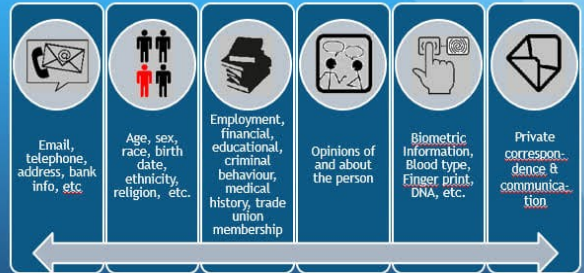 Email,
telephone,
address, bank
info, etc
Age, sex,
race, birth
date,
ethnicity,
religion, etc.
Employment,
financial,
educational,
criminal
behaviour,
medical
history, trade
union
membership
Opinions of
and about
the person
Biometric
Information,
Blood type,
Finger print,
DNA, etc.
Private
correspon-
dence &
communica-
tion